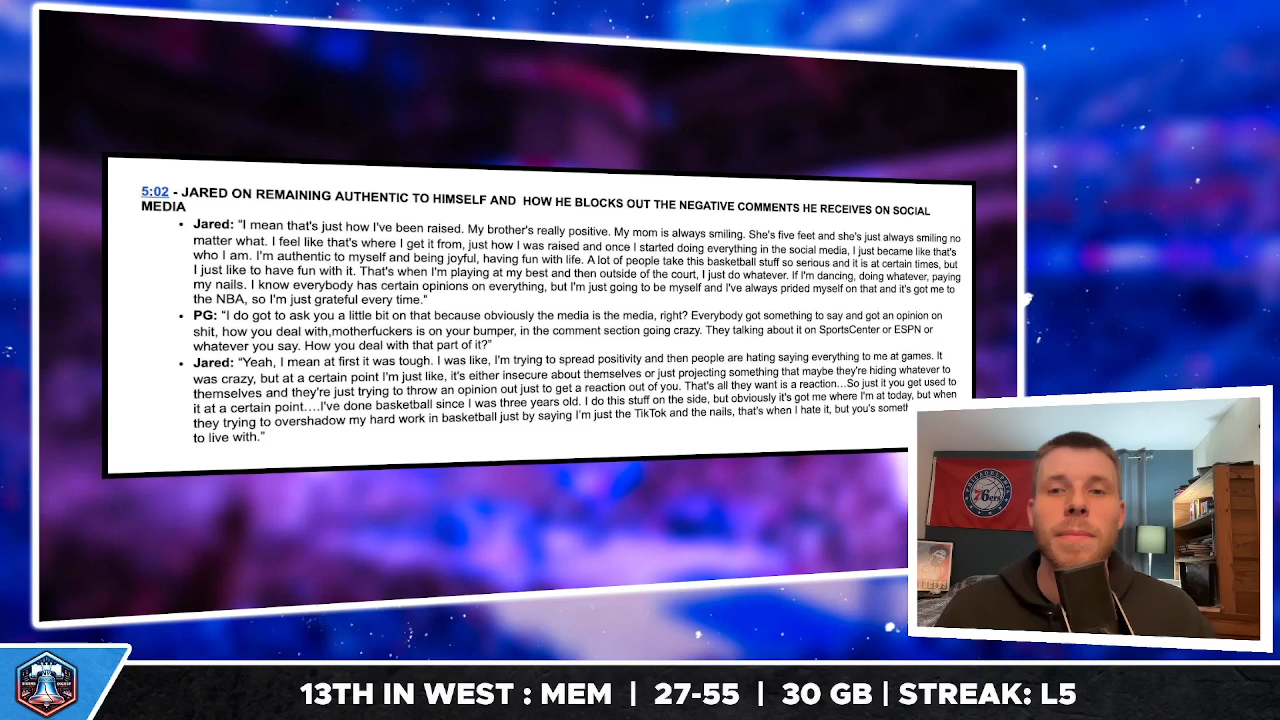 5:02 - JARED ON REMAINING AUTHENTIC TO HIMSELF AND HOW HE BLOCKS OUT THE NEGATIVE COMMENTS HE RECEIVES ON SOCIAL
MEDIA
• Jared: "I mean that's just how I've been raised. My brother's really positive. My mom is always smiling. She's five feet and she's just always smiling no
matter what. I feel like that's where I get it from, just how I was raised and once I started doing everything in the social media, I just became like that's
who I am. I'm authentic to myself and being joyful, having fun with life. A lot of people take this basketball stuff so serious and it is at certain times, but
I just like to have fun with it. That's when I'm playing at my best and then outside of the court, I just do whatever. If I'm dancing, doing whatever, paying
my nails. I know everybody has certain opinions on everything, but I'm just going to be myself and I've always prided myself on that and it's got me to
the NBA, so I'm just grateful every time."
• PG: "I do got to ask you a little bit on that because obviously the media is the media, right? Everybody got something to say and got an opinion on
shit, how you deal with,motherfuckers is on your bumper, in the comment section going crazy. They talking about it on SportsCenter or ESPN or
whatever you say. How you deal with that part of it?"
• Jared: "Yeah, I mean at first it was tough. I was like, I'm trying to spread positivity and then people are hating saying everything to me at games. It
was crazy, but at a certain point I'm just like, it's either insecure about themselves or just projecting something that maybe they're hiding whatever to
themselves and they're just trying to throw an opinion out just to get a reaction out of you. That's all they want is a reaction…So just it you get used to
it at a certain point….I've done basketball since I was three years old. I do this stuff on the side, but obviously it's got me where I'm at today, but when
they trying to overshadow my hard work in basketball just by saying I'm just the TikTok and the nails, that's when I hate it, but you's someth
to live with."
PHILADELPHIA
76ers
13TH IN WEST : MEM | 27-55 | 30 GB | STREAK: L5